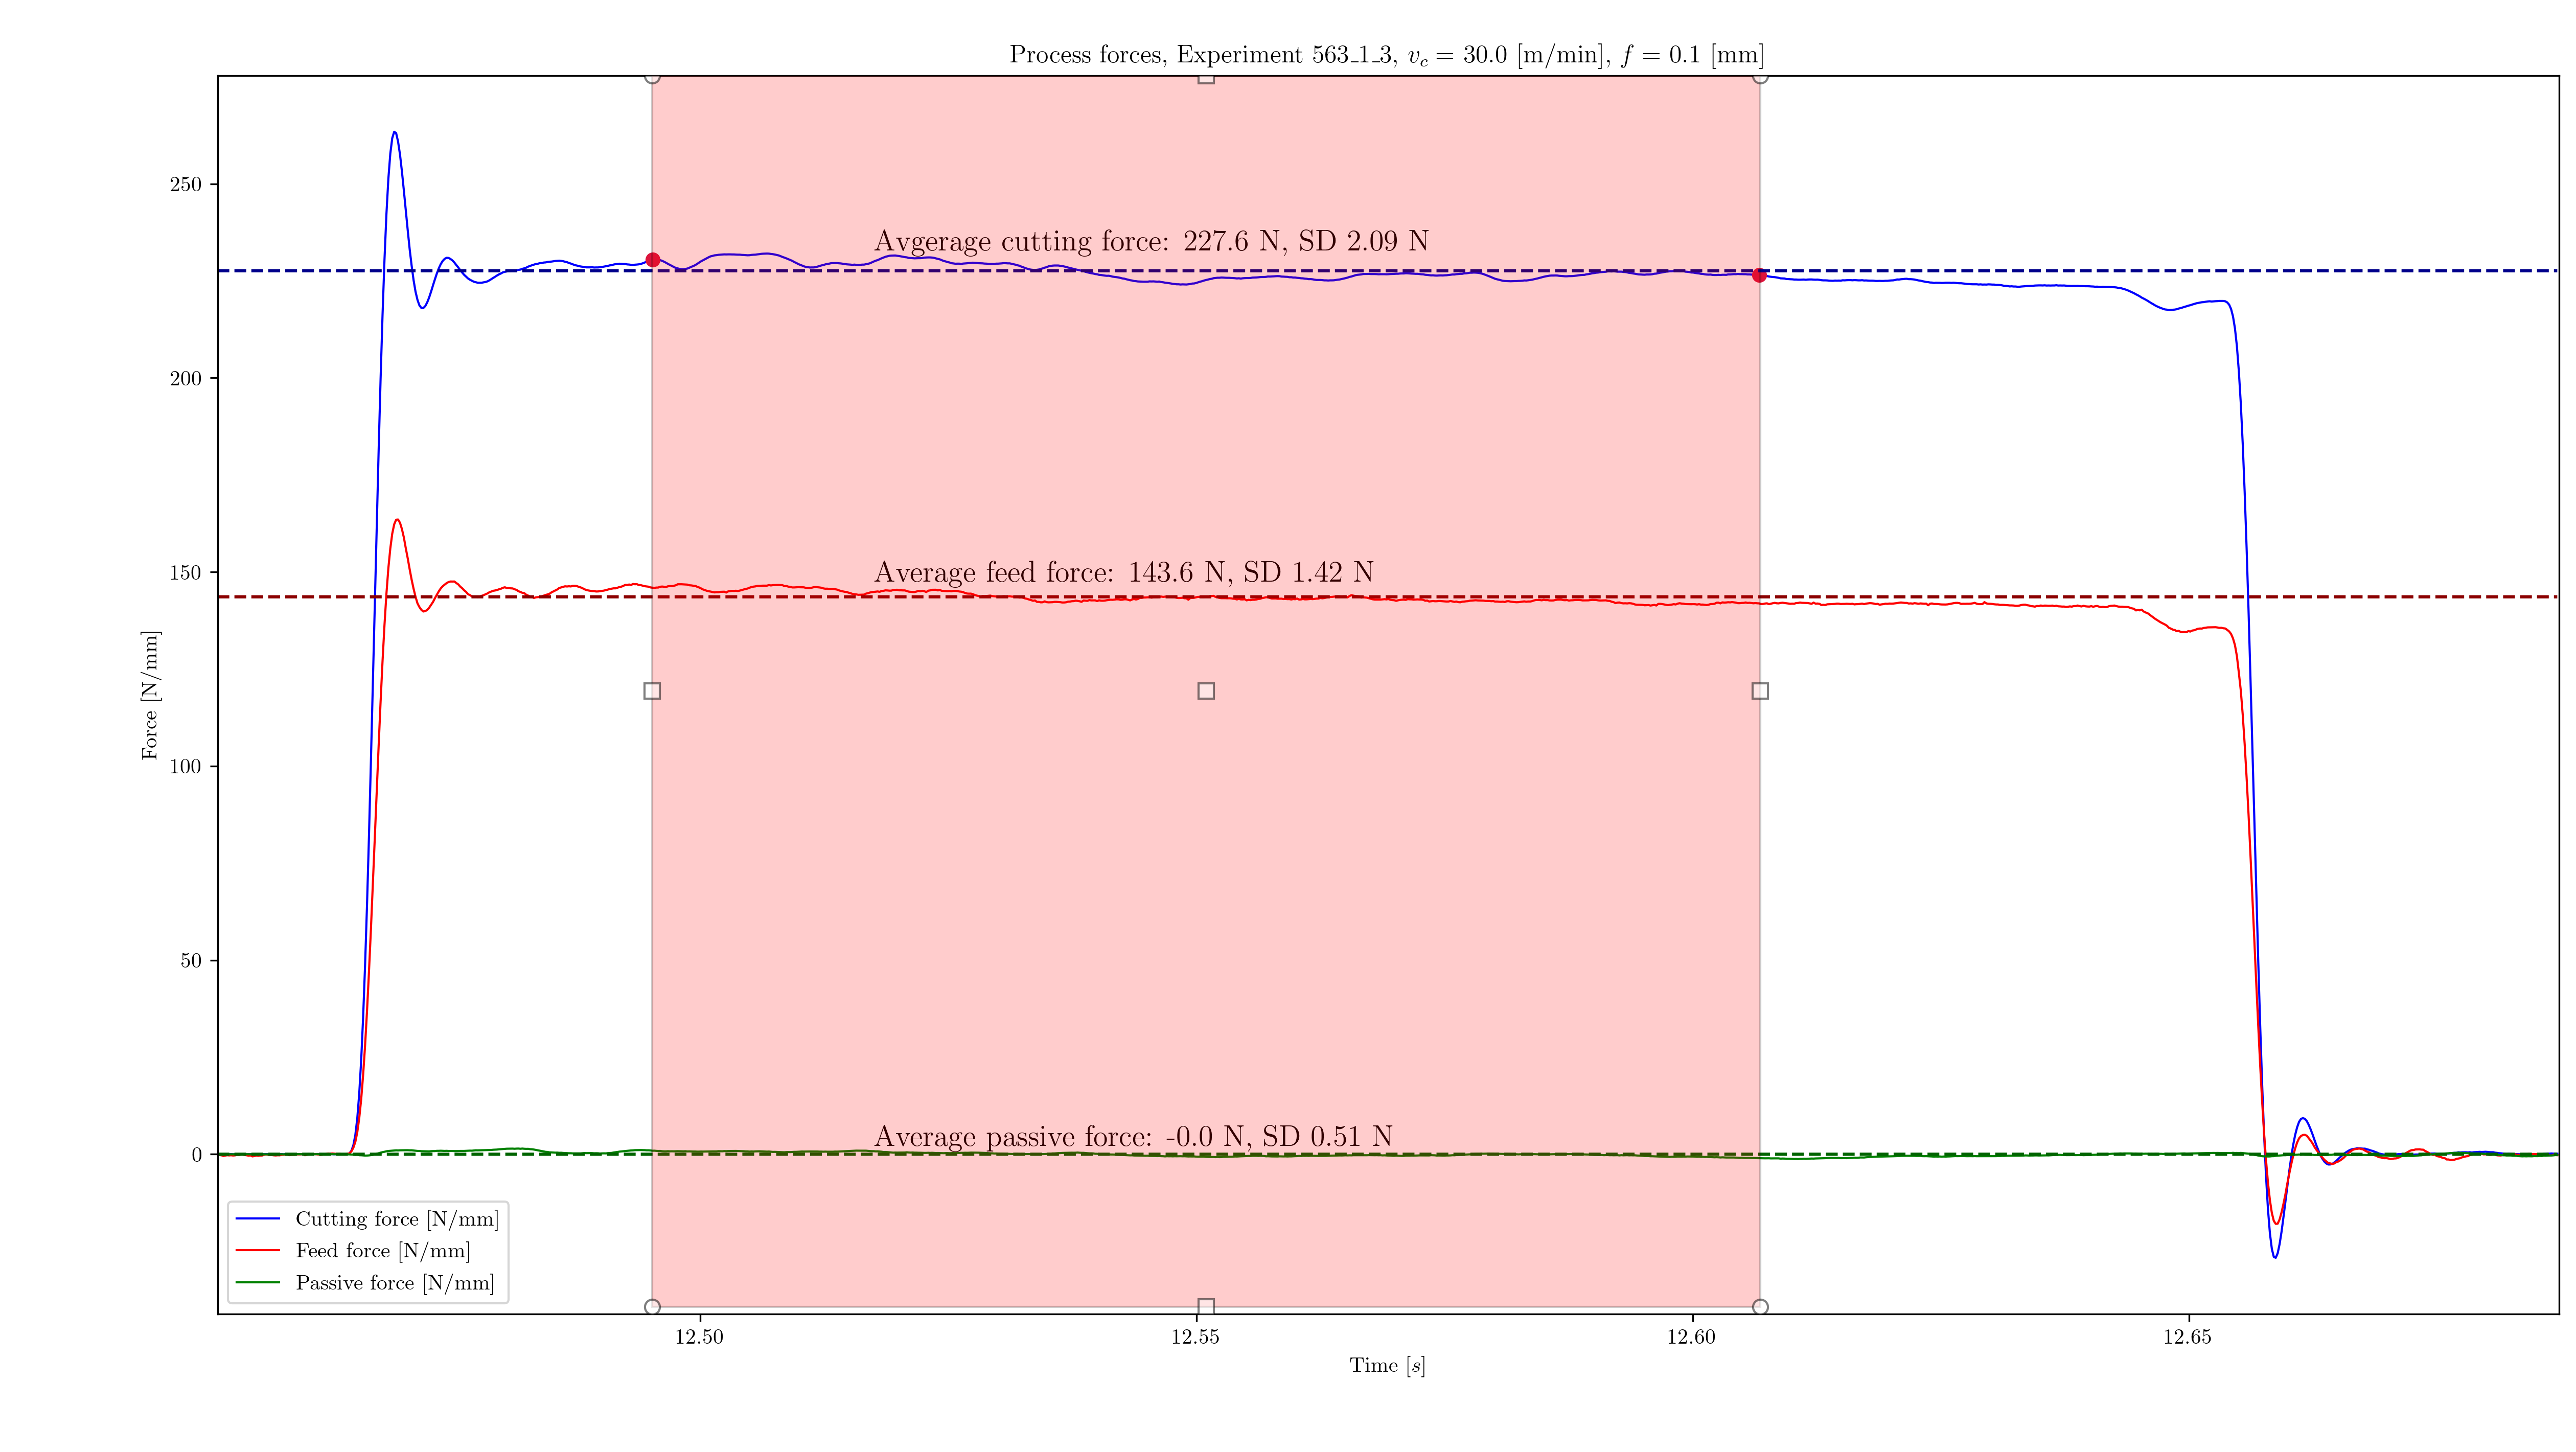 Process forces, Experiment 563_1_3, v_c = 30.0 [m/min], f = 0.1 [mm]
250
200
150
100
50
0
Force [N/mm]
Avgerage cutting force: 227.6 N, SD 2.09 N
Average feed force: 143.6 N, SD 1.42 N
Average passive force: -0.0 N, SD 0.51 N
Cutting force [N/mm]
Feed force [N/mm]
Passive force [N/mm]
12.50
12.55
12.60
12.65
Time [s]